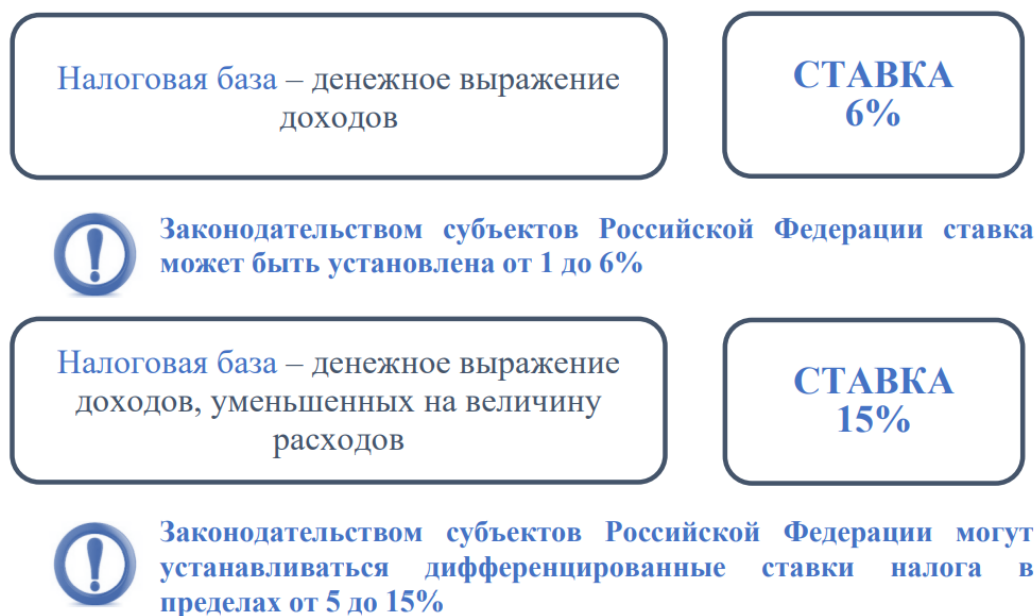 Налоговая база – денежное выражение
доходов
СТАВКА
6%
Законодательством субъектов Российской Федерации ставка
может быть установлена от 1 до 6%
Налоговая база – денежное выражение
доходов, уменьшенных на величину
расходов
СТАВКА
15%
Законодательством субъектов Российской Федерации могут
устанавливаться дифференцированные ставки налога в
пределах от 5 до 15%